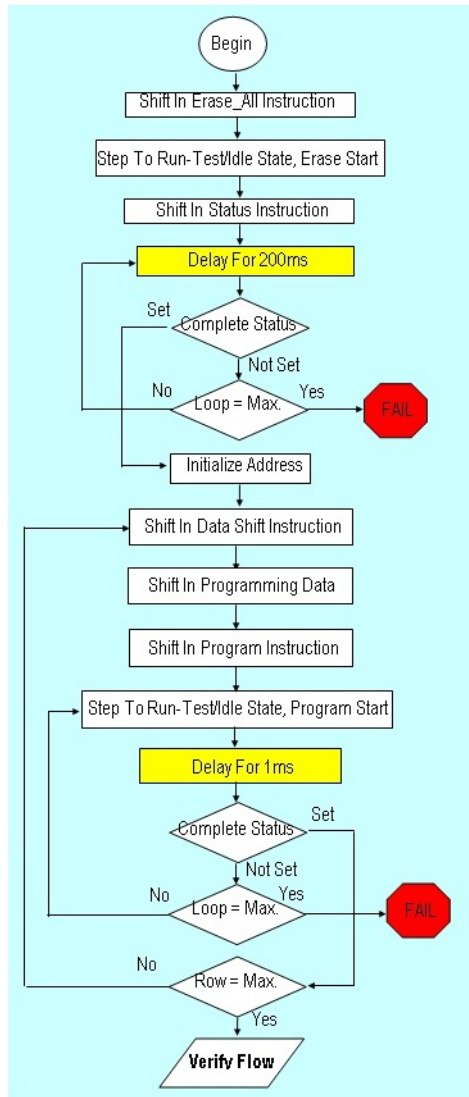 Begin
Shift In Erase_All Instruction
Step To Run-Test/Idle State, Erase Start
Shift In Status Instruction
Delay For 200ms
Set
Complete Status
Not Set
No
Loop = Max.
Yes
FAIL
Initialize Address
Shift In Data Shift Instruction
Shift In Programming Data
Shift In Program Instruction
Step To Run-Test/Idle State, Program Start
Delay For 1ms
Complete Status
Set
Not Set
No
Loop = Max.
Yes
FAIL
No
Row = Max.
Yes
Verify Flow